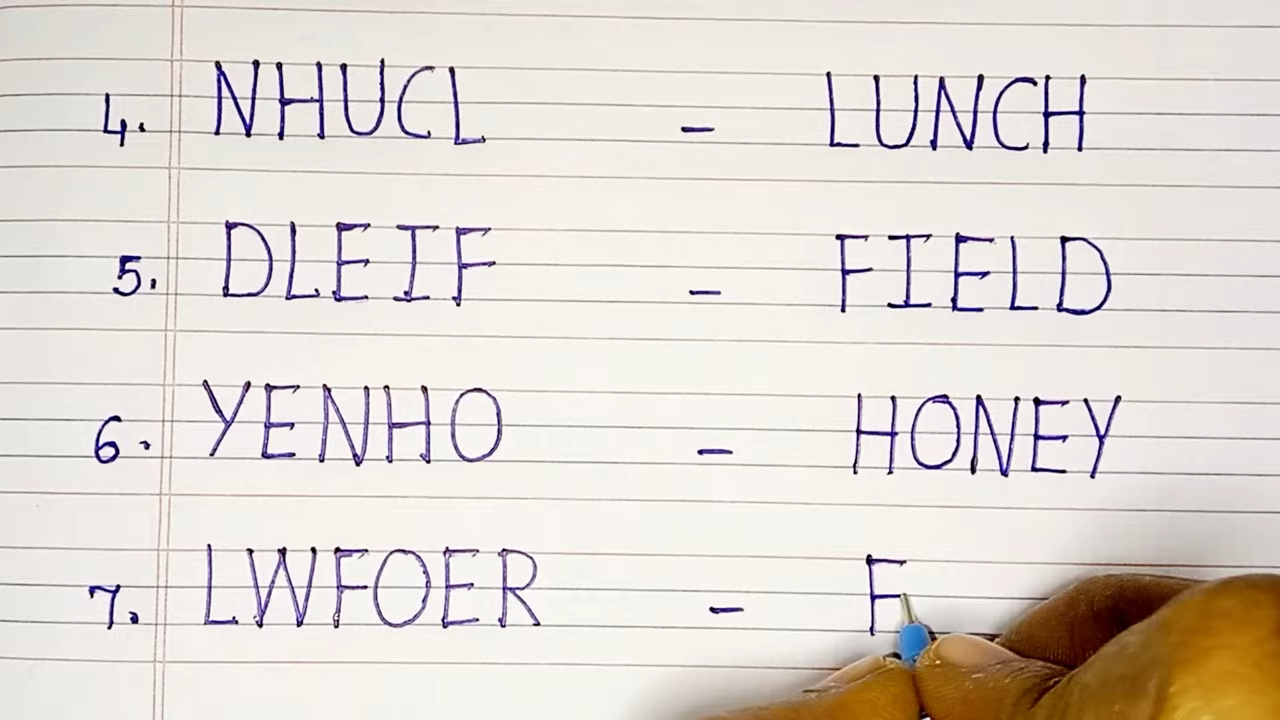 4. NHUCL - LUNCH
5. DLEIF - FIELD
6. YENHO - HONEY
7. LWFOER - F